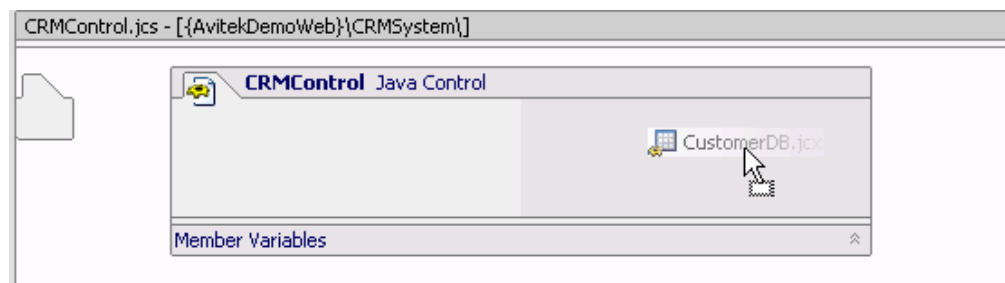 CRMControl.jcs - [{AvitekDemoWeb}\CRMSystem\]
CRMControl Java Control
CustomerDB.jcx
Member Variables